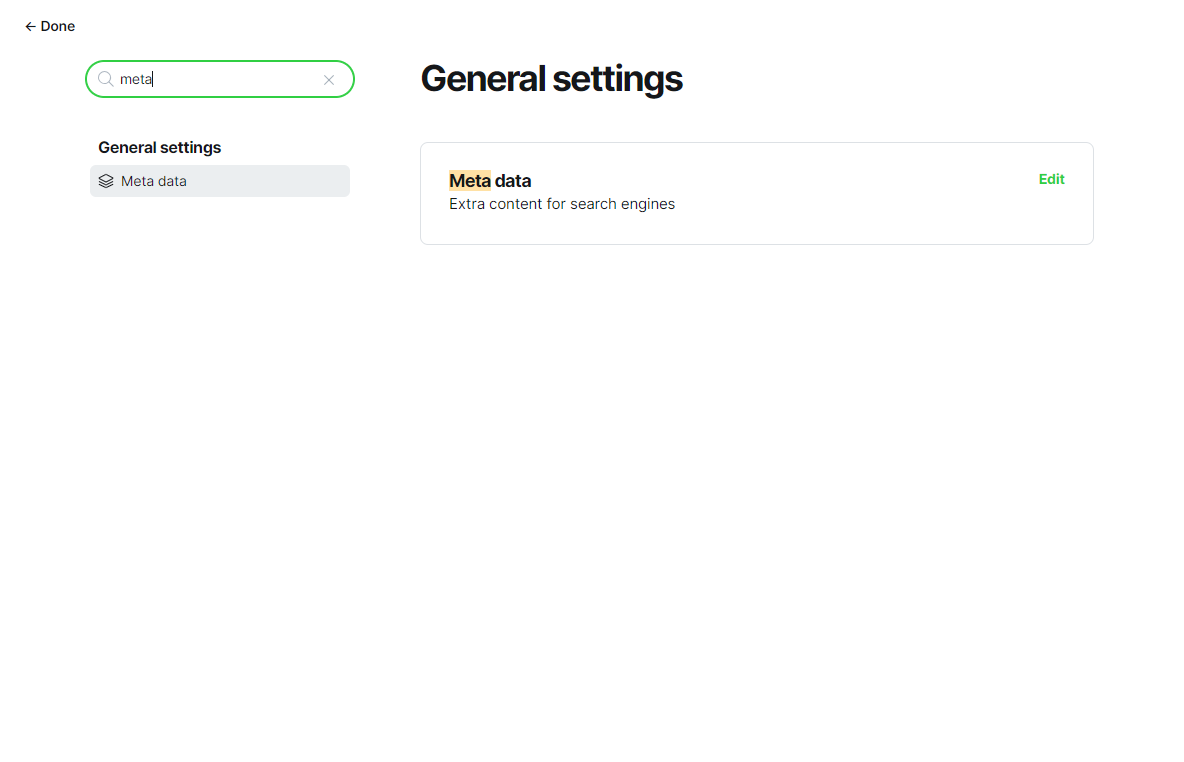 ← Done
meta
General settings
General settings
Meta data
Meta data
Edit
Extra content for search engines